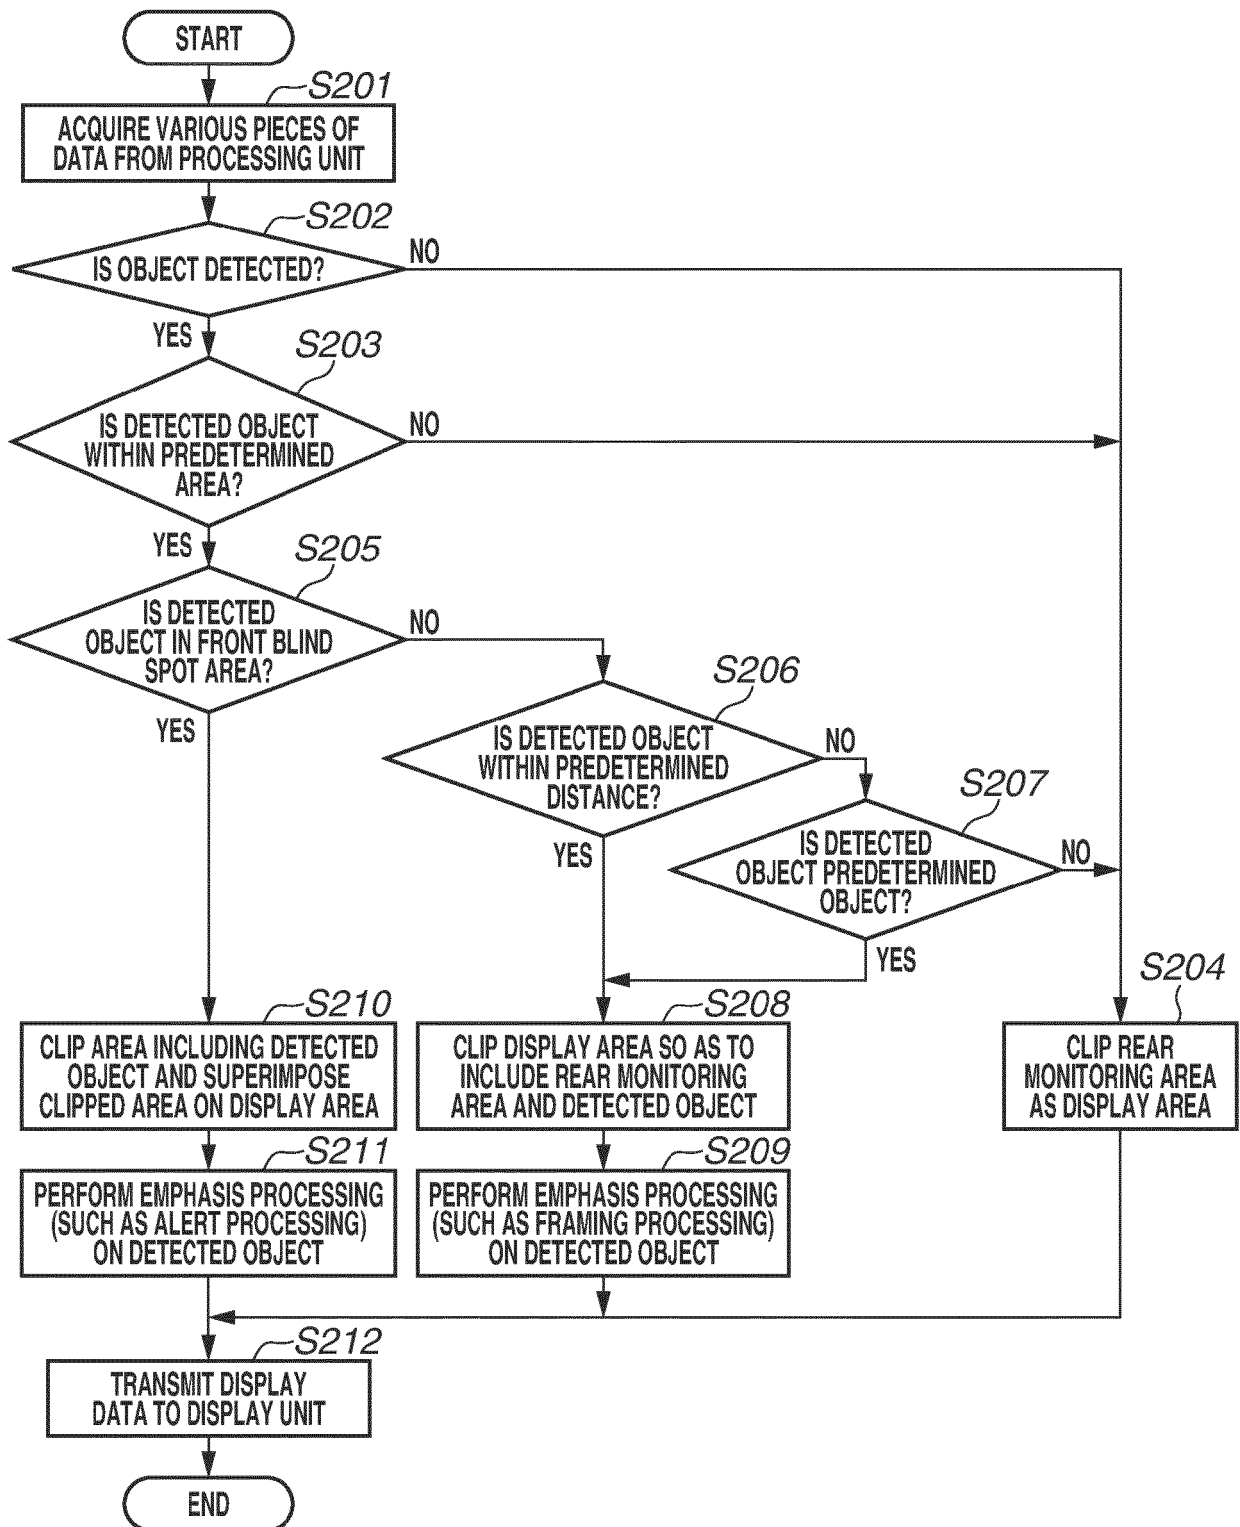 START
S201
ACQUIRE VARIOUS PIECES OF
DATA FROM PROCESSING UNIT
S202
IS OBJECT DETECTED?
NO
YES
S203
IS DETECTED OBJECT
WITHIN PREDETERMINED
AREA?
NO
YES
S205
IS DETECTED
OBJECT IN FRONT BLIND
SPOT AREA?
NO
YES
S206
IS DETECTED OBJECT
WITHIN PREDETERMINED
DISTANCE?
NO
YES
S207
IS DETECTED
OBJECT PREDETERMINED
OBJECT?
NO
YES
S204
CLIP REAR
MONITORING AREA
AS DISPLAY AREA
S210
CLIP AREA INCLUDING DETECTED
OBJECT AND SUPERIMPOSE
CLIPPED AREA ON DISPLAY AREA
S208
CLIP DISPLAY AREA SO AS TO
INCLUDE REAR MONITORING
AREA AND DETECTED OBJECT
S211
PERFORM EMPHASIS PROCESSING
(SUCH AS ALERT PROCESSING)
ON DETECTED OBJECT
S209
PERFORM EMPHASIS PROCESSING
(SUCH AS FRAMING PROCESSING)
ON DETECTED OBJECT
S212
TRANSMIT DISPLAY
DATA TO DISPLAY UNIT
END